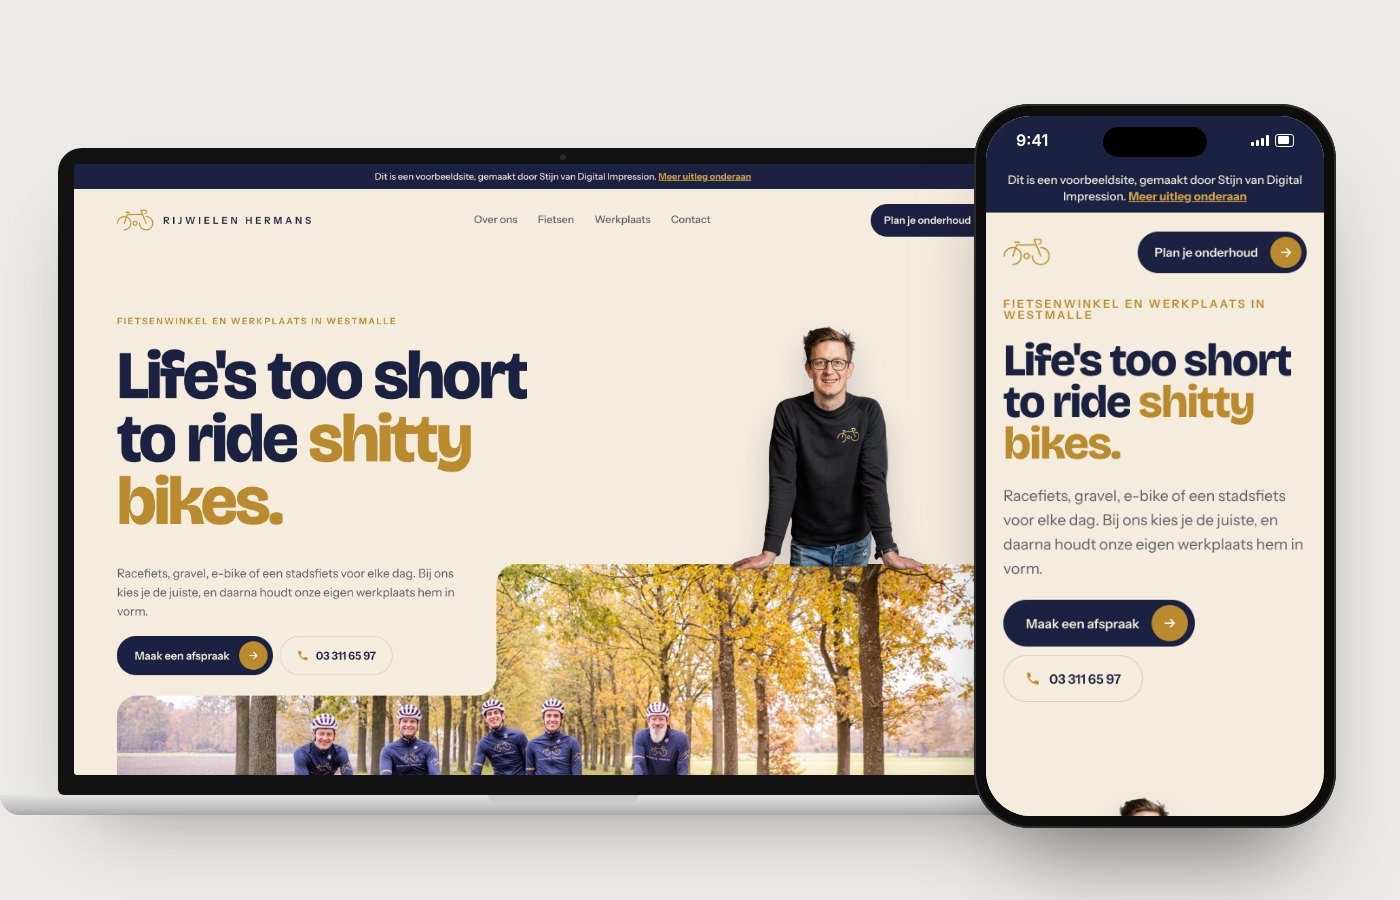 Dit is een voorbeeldsite, gemaakt door Stijn van Digital Impression. Meer uitleg onderaan
RIJWIELEN HERMANS
Over ons Fietsen Werkplaats Contact
Plan je onderhoud
FIETSENWINKEL EN WERKPLAATS IN WESTMALLE
Life's too short
to ride shitty
bikes.
Racefiets, gravel, e-bike of een stadsfiets voor elke dag. Bij ons
kies je de juiste, en daarna houdt onze eigen werkplaats hem in
vorm.
Maak een afspraak
03 311 65 97
9:41
Dit is een voorbeeldsite, gemaakt door Stijn van Digital
Impression. Meer uitleg onderaan
Plan je onderhoud
FIETSENWINKEL EN WERKPLAATS IN
WESTMALLE
Life's too short
to ride shitty
bikes.
Racefiets, gravel, e-bike of een stadsfiets
voor elke dag. Bij ons kies je de juiste, en
daarna houdt onze eigen werkplaats hem in
vorm.
Maak een afspraak
03 311 65 97